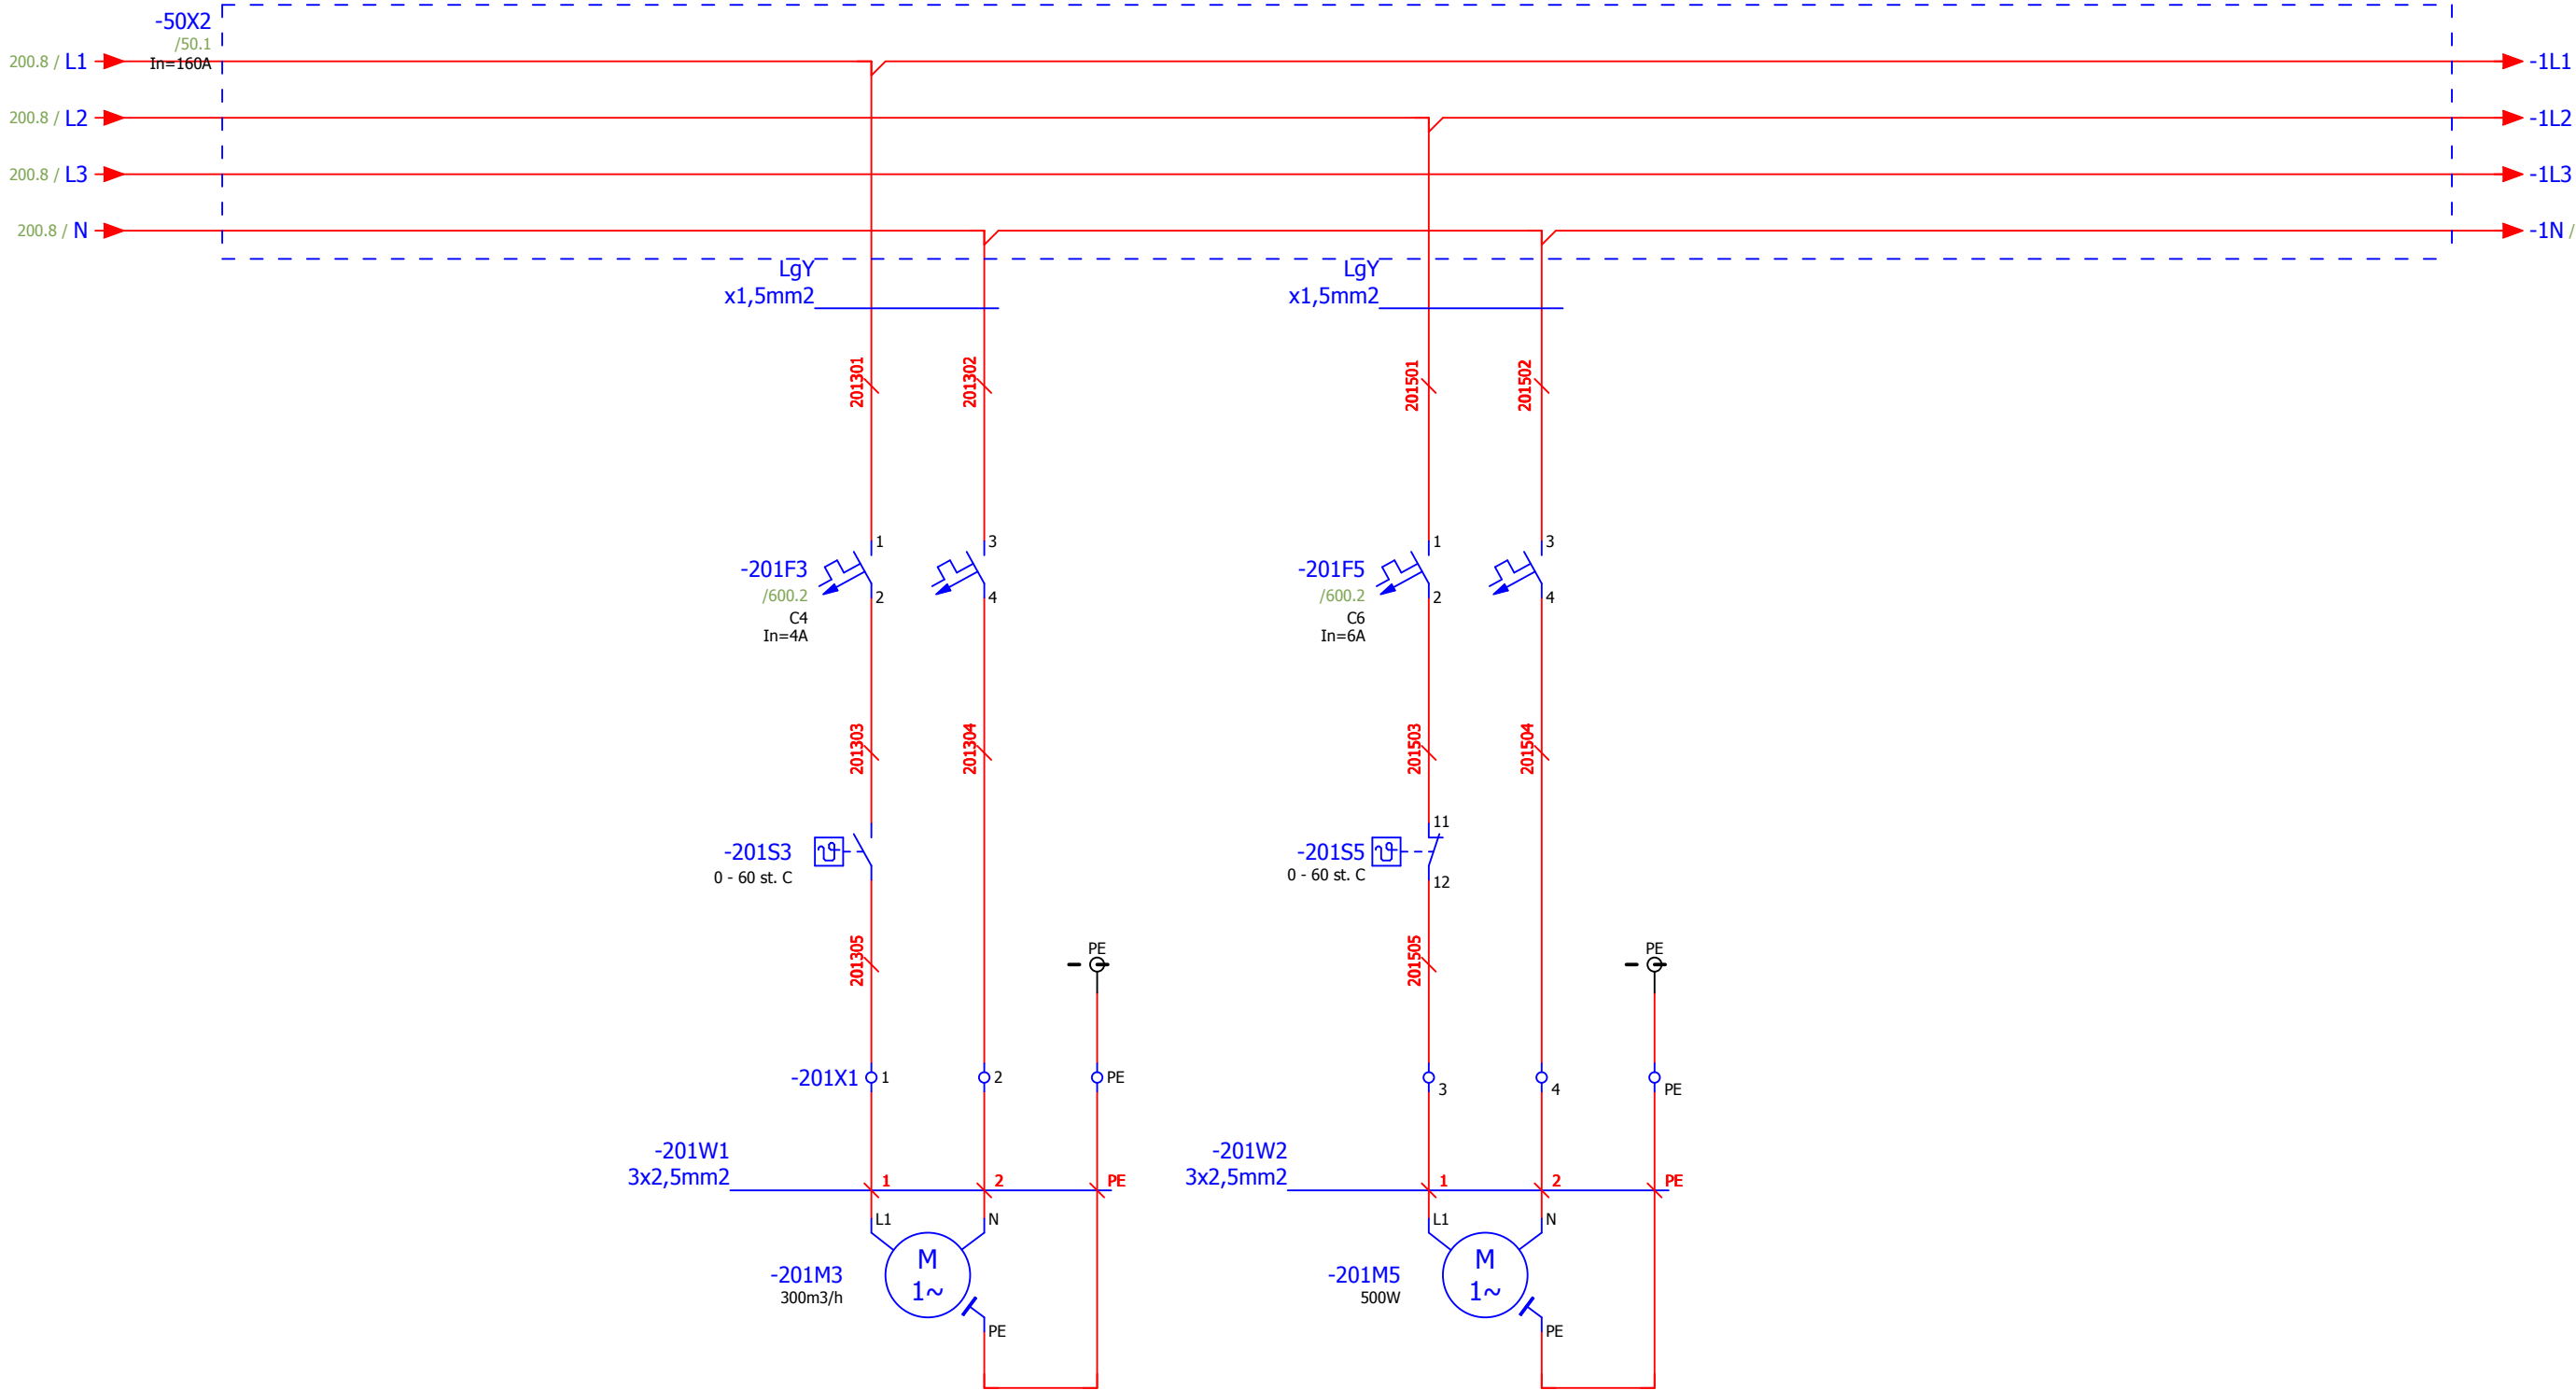 -50X2
/50.1
In=160A
200.8 / L1
-1L1
200.8 / L2
-1L2
200.8 / L3
-1L3
200.8 / N
-1N /
LgY
x1,5mm2
LgY
x1,5mm2
201301
201302
201501
201502
-201F3
/600.2
C4
In=4A
1
2
3
4
-201F5
/600.2
C6
In=6A
1
2
3
4
201303
201304
201503
201504
-201S3
0 - 60 st. C
-201S5
0 - 60 st. C
11
12
201305
PE
201505
PE
-201X1
1
2
PE
3
4
PE
-201W1
3x2,5mm2
1
2
PE
-201W2
3x2,5mm2
1
2
PE
L1
N
M
1~
-201M3
300m3/h
PE
L1
N
M
1~
-201M5
500W
PE